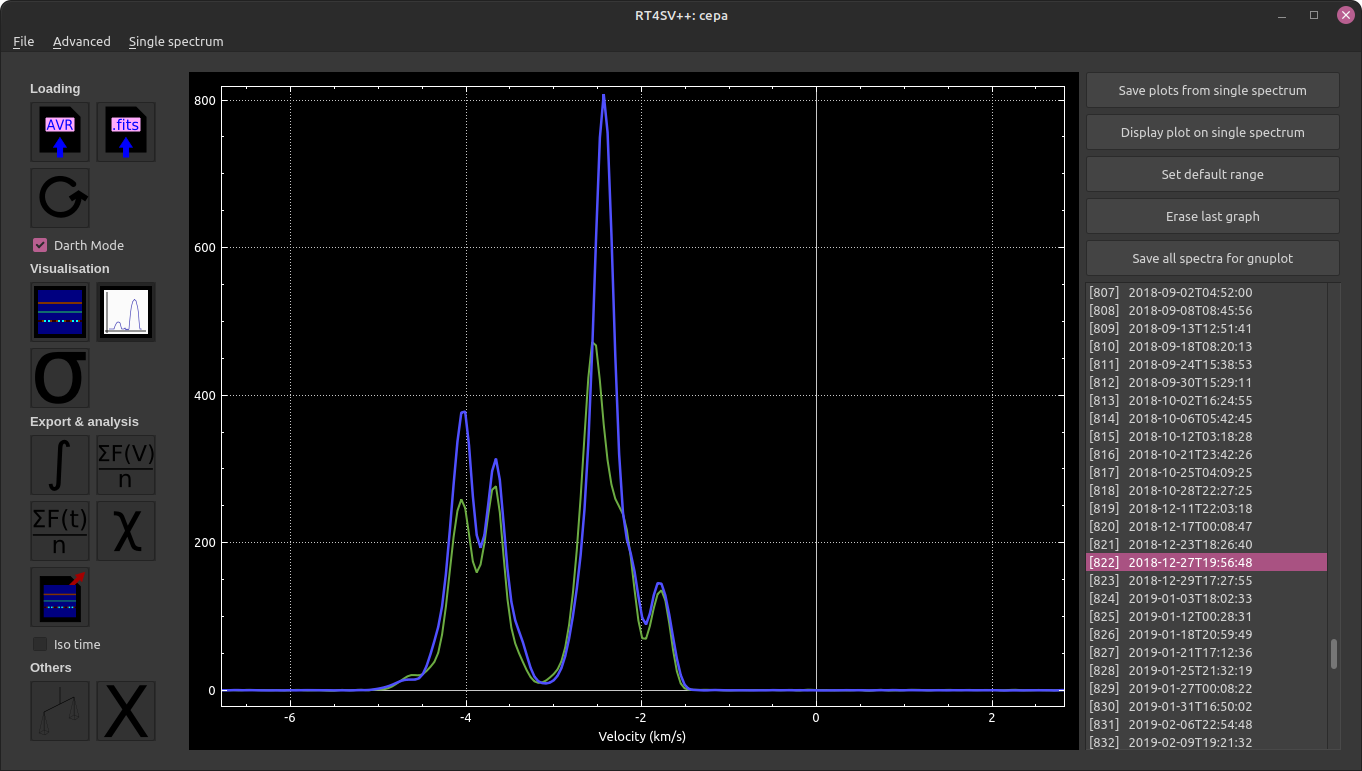 RT4SV++: cepa
File Advanced Single spectrum
Loading
AVR .fits
Darth Mode
Visualisation
σ
Export & analysis
∫ ΣF(V)/n
ΣF(t)/n χ
Iso time
Others
X
800
600
400
200
0
-6 -4 -2 0 2
Velocity (km/s)
Save plots from single spectrum
Display plot on single spectrum
Set default range
Erase last graph
Save all spectra for gnuplot
[807] 2018-09-02T04:52:00
[808] 2018-09-08T08:45:56
[809] 2018-09-13T12:51:41
[810] 2018-09-18T08:20:13
[811] 2018-09-24T15:38:53
[812] 2018-09-30T15:29:11
[813] 2018-10-02T16:24:55
[814] 2018-10-06T05:42:45
[815] 2018-10-12T03:18:28
[816] 2018-10-21T23:42:26
[817] 2018-10-25T04:09:25
[818] 2018-10-28T22:27:25
[819] 2018-12-11T22:03:18
[820] 2018-12-17T00:08:47
[821] 2018-12-23T18:26:40
[822] 2018-12-27T19:56:48
[823] 2018-12-29T17:27:55
[824] 2019-01-03T18:02:33
[825] 2019-01-12T00:28:31
[826] 2019-01-18T20:59:49
[827] 2019-01-21T17:12:36
[828] 2019-01-25T21:32:19
[829] 2019-01-27T00:08:22
[830] 2019-01-31T16:50:02
[831] 2019-02-06T22:54:48
[832] 2019-02-09T19:21:32